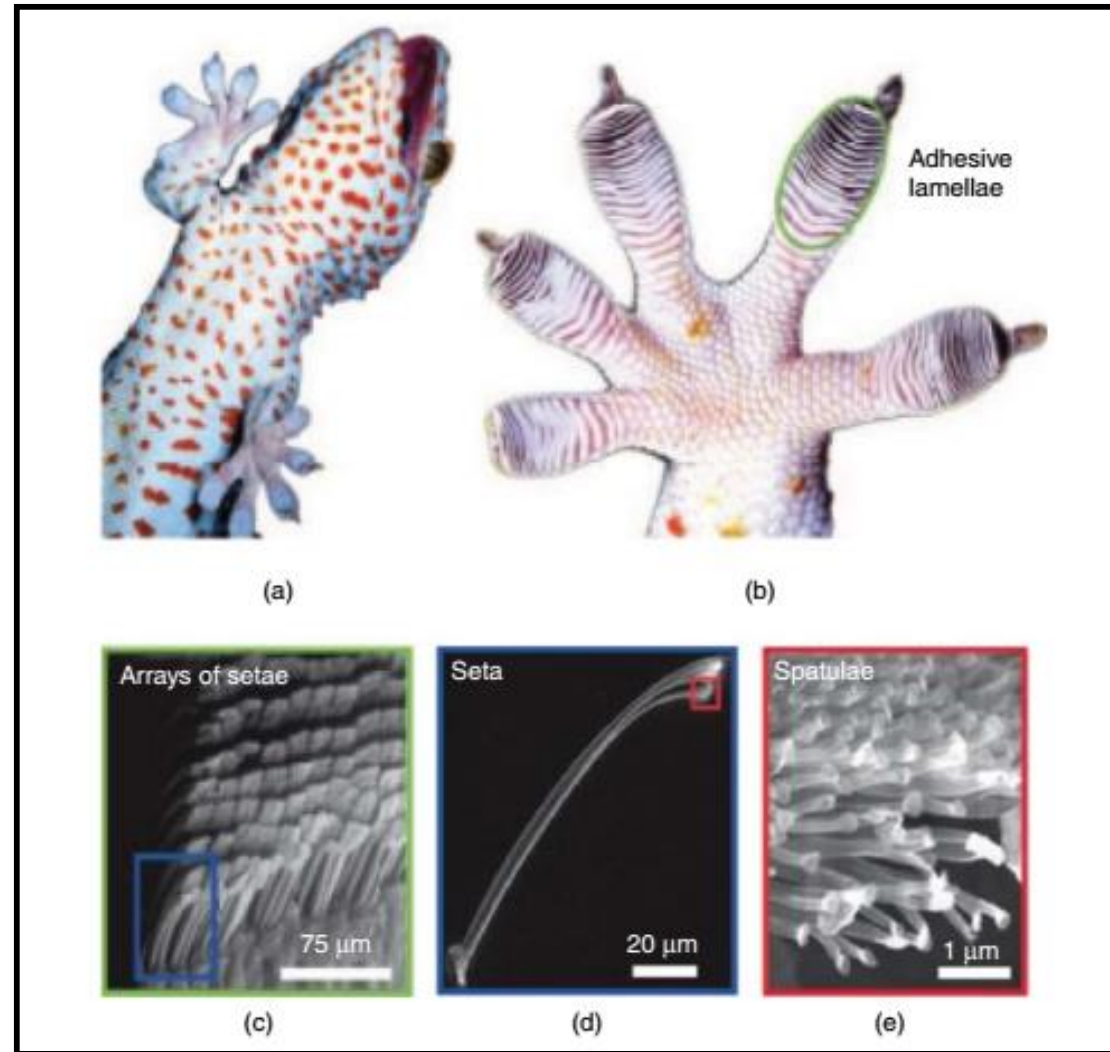 Adhesive
lamellae
(a)
(b)
Arrays of setae
75 μm
(c)
Seta
20 μm
(d)
Spatulae
1 μm
(e)